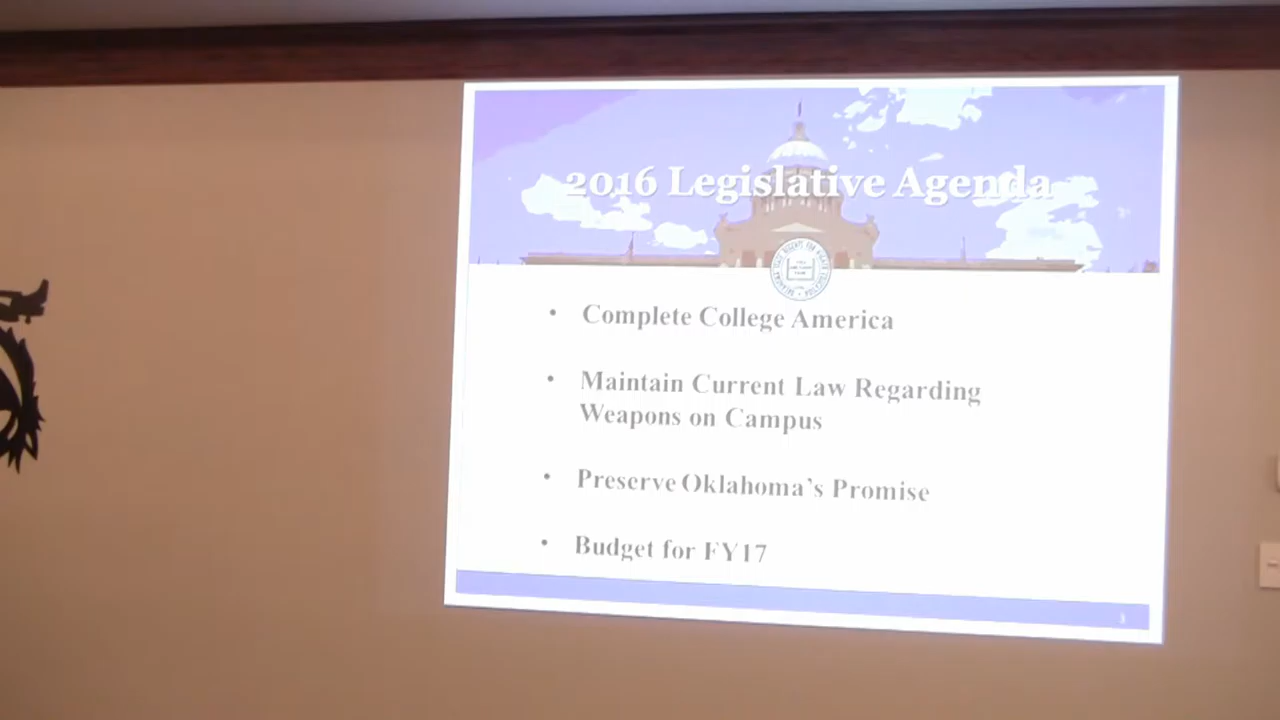 2016 Legislative Agenda
• Complete College America
• Maintain Current Law Regarding
Weapons on Campus
• Preserve Oklahoma's Promise
• Budget for FY17
3